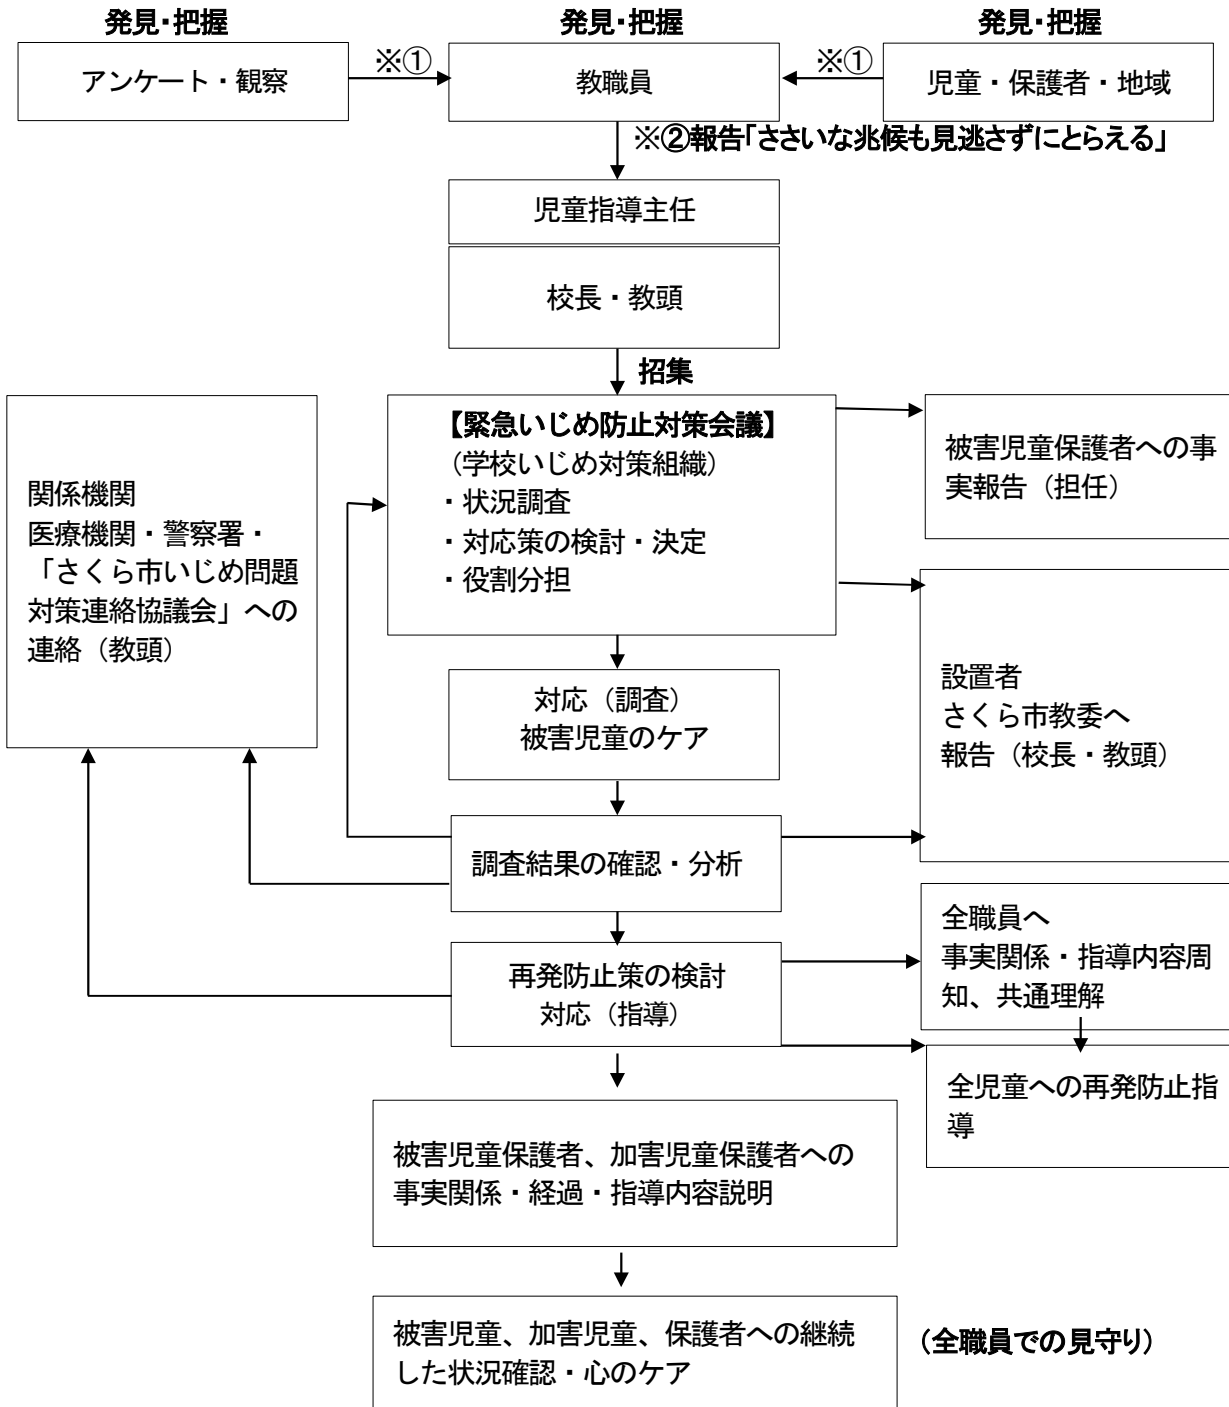 発見・把握
発見・把握
発見・把握
アンケート・観察
※①
教職員
※①
児童・保護者・地域
※②報告「ささいな兆候も見逃さずにとらえる」
児童指導主任
校長・教頭
招集
【緊急いじめ防止対策会議】
（学校いじめ対策組織）
・状況調査
・対応策の検討・決定
・役割分担
被害児童保護者への事
実報告（担任）
関係機関
医療機関・警察署・
「さくら市いじめ問題
対策連絡協議会」への
連絡（教頭）
設置者
さくら市教委へ
報告（校長・教頭）
対応（調査）
被害児童のケア
調査結果の確認・分析
全職員へ
事実関係・指導内容周
知、共通理解
再発防止策の検討
対応（指導）
全児童への再発防止指
導
被害児童保護者、加害児童保護者への
事実関係・経過・指導内容説明
被害児童、加害児童、保護者への継続
した状況確認・心のケア
（全職員での見守り）